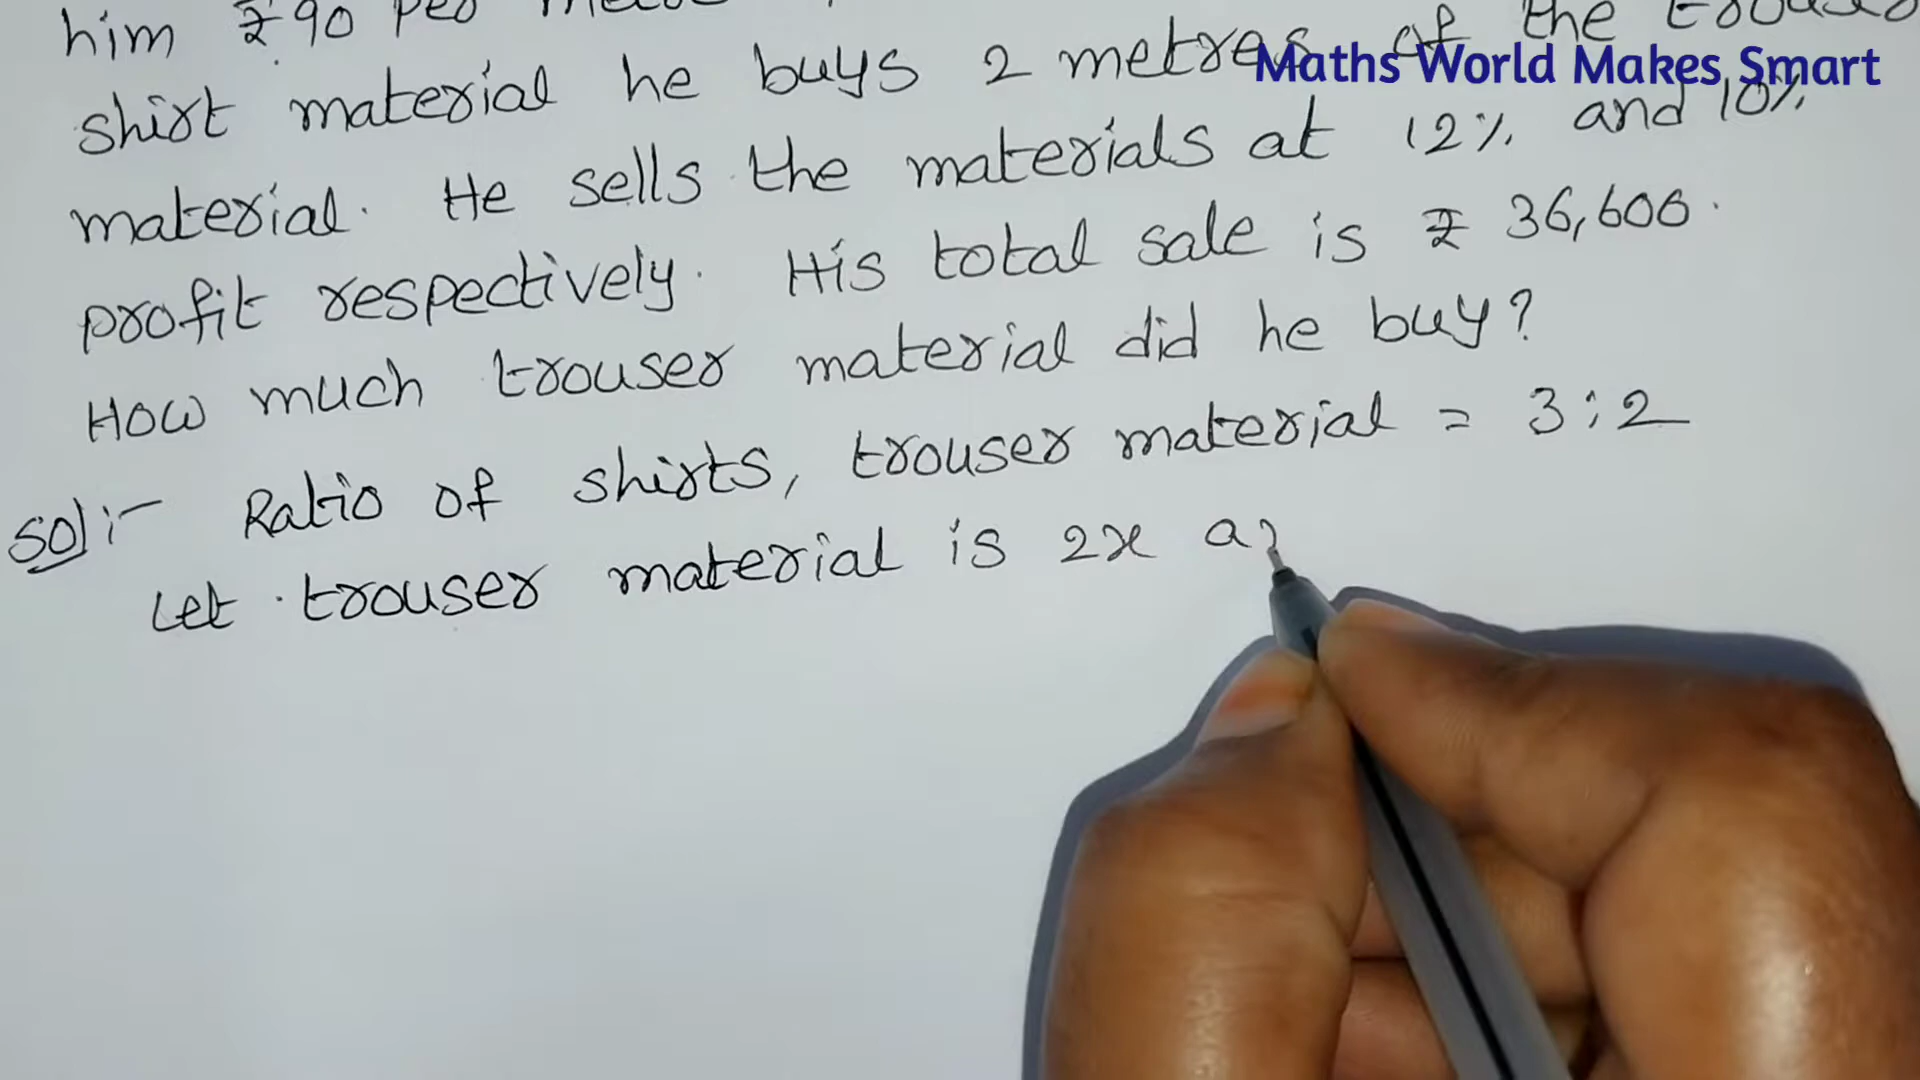 him ₹90 per
shirt material he buys 2 metres of the
Maths World Makes Smart
material. He sells the materials at 12% and 10%
profit respectively. His total sale is ₹ 36,600.
How much trouser material did he buy?
Sol:- Ratio of shirts, trouser material = 3:2
Let trouser material is 2x